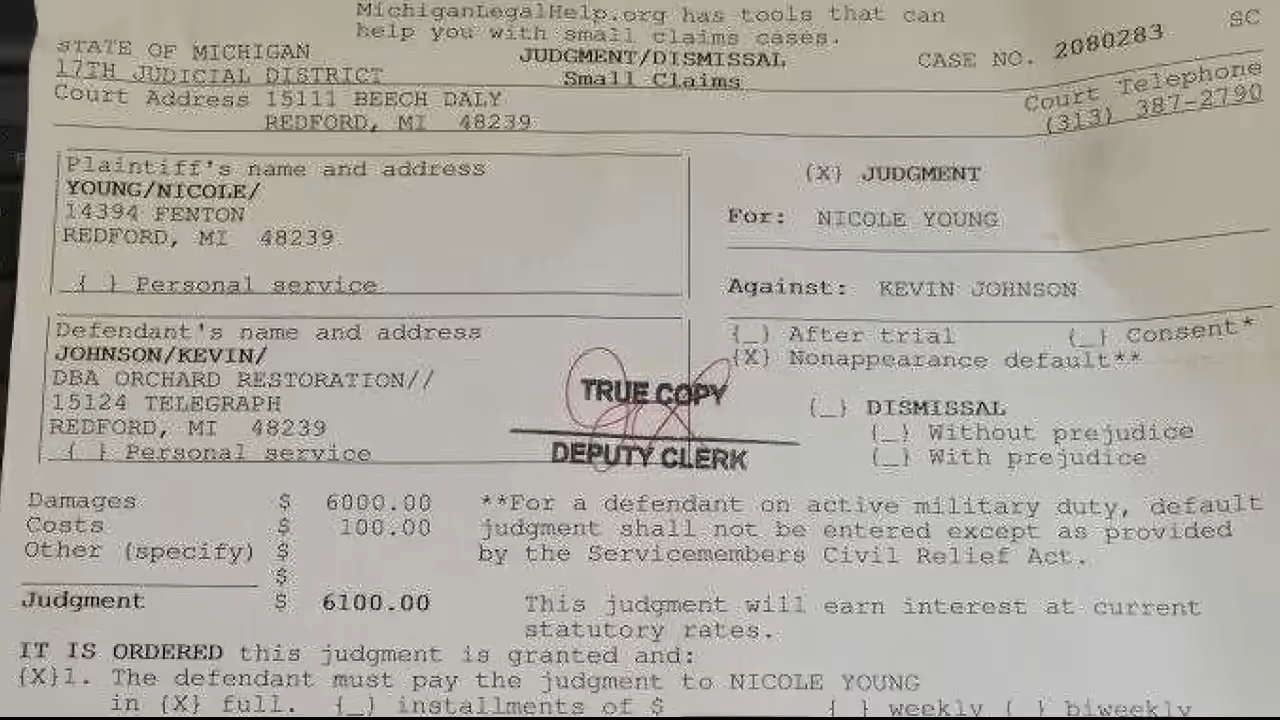 MichiganLegalHelp.org has tools that can
help you with small claims cases.
SC
STATE OF MICHIGAN JUDGMENT/DISMISSAL CASE NO. 2080283
17TH JUDICIAL DISTRICT Small Claims
Court Address 15111 BEECH DALY Court Telephone
REDFORD, MI 48239 (313) 387-2790
Plaintiff's name and address
YOUNG/NICOLE/
14394 FENTON
REDFORD, MI 48239
{ } Personal service
{X} JUDGMENT
For: NICOLE YOUNG
Against: KEVIN JOHNSON
Defendant's name and address
JOHNSON/KEVIN/
DBA ORCHARD RESTORATION//
15124 TELEGRAPH
REDFORD, MI 48239
{ } Personal service
TRUE COPY
DEPUTY CLERK
{_} After trial {_} Consent*
{X} Nonappearance default**
{_} DISMISSAL
{_} Without prejudice
{_} With prejudice
Damages $ 6000.00
Costs $ 100.00
Other (specify) $
$
Judgment $ 6100.00
**For a defendant on active military duty, default
judgment shall not be entered except as provided
by the Servicemembers Civil Relief Act.
This judgment will earn interest at current
statutory rates.
IT IS ORDERED this judgment is granted and:
{X}1. The defendant must pay the judgment to NICOLE YOUNG
in {X} full. {_} installments of $ { } weekly { } biweekly